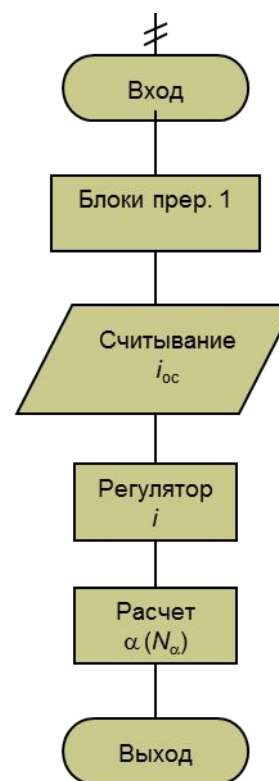 Вход
Блоки прер. 1
Считывание
iос
Регулятор
i
Расчет
α (Nα)
Выход